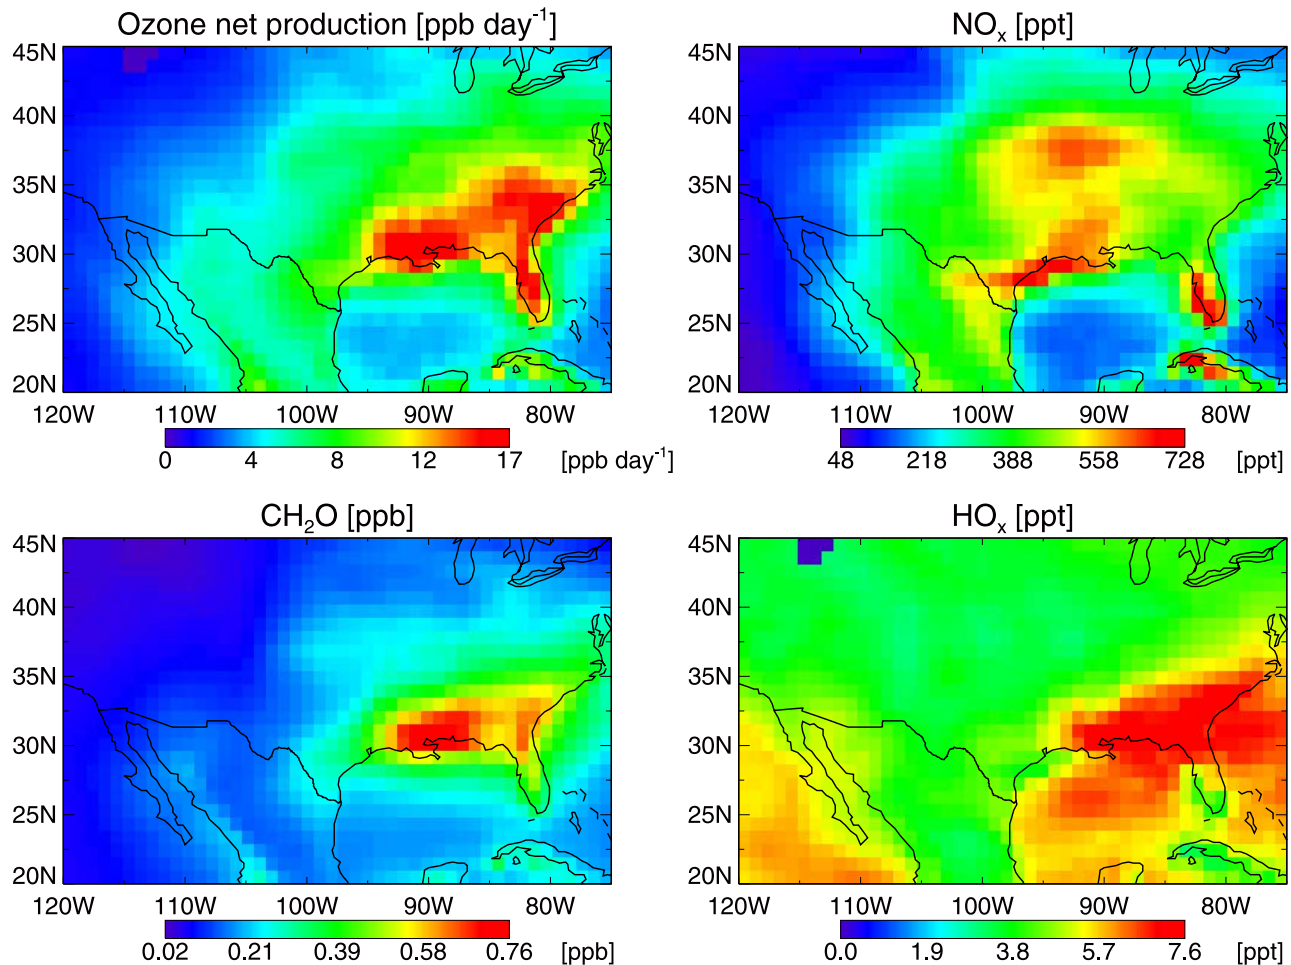 Ozone net production [ppb day⁻¹]
45N
40N
35N
30N
25N
20N
120W 110W 100W 90W 80W
0 4 8 12 17 [ppb day⁻¹]
NOₓ [ppt]
45N
40N
35N
30N
25N
20N
120W 110W 100W 90W 80W
48 218 388 558 728 [ppt]
CH₂O [ppb]
45N
40N
35N
30N
25N
20N
120W 110W 100W 90W 80W
0.02 0.21 0.39 0.58 0.76 [ppb]
HOₓ [ppt]
45N
40N
35N
30N
25N
20N
120W 110W 100W 90W 80W
0.0 1.9 3.8 5.7 7.6 [ppt]